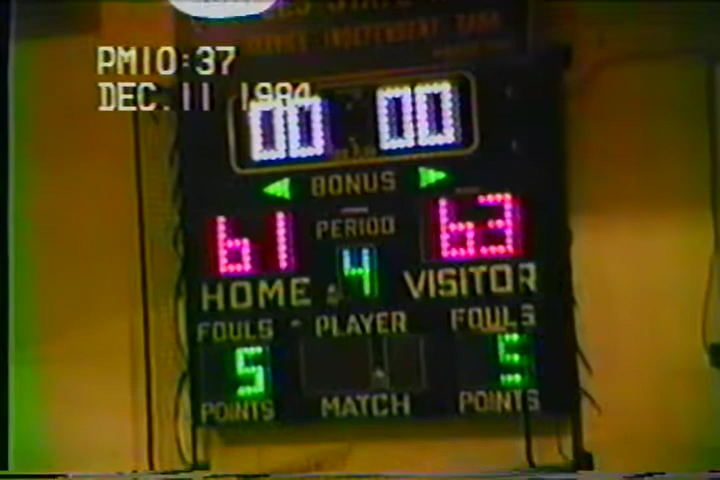 PM10:37
DEC. 11 1984
INDEPENDENT
00 00
BONUS
61 PERIOD 63
HOME 4 VISITOR
FOULS PLAYER FOULS
5 5
POINTS MATCH POINTS